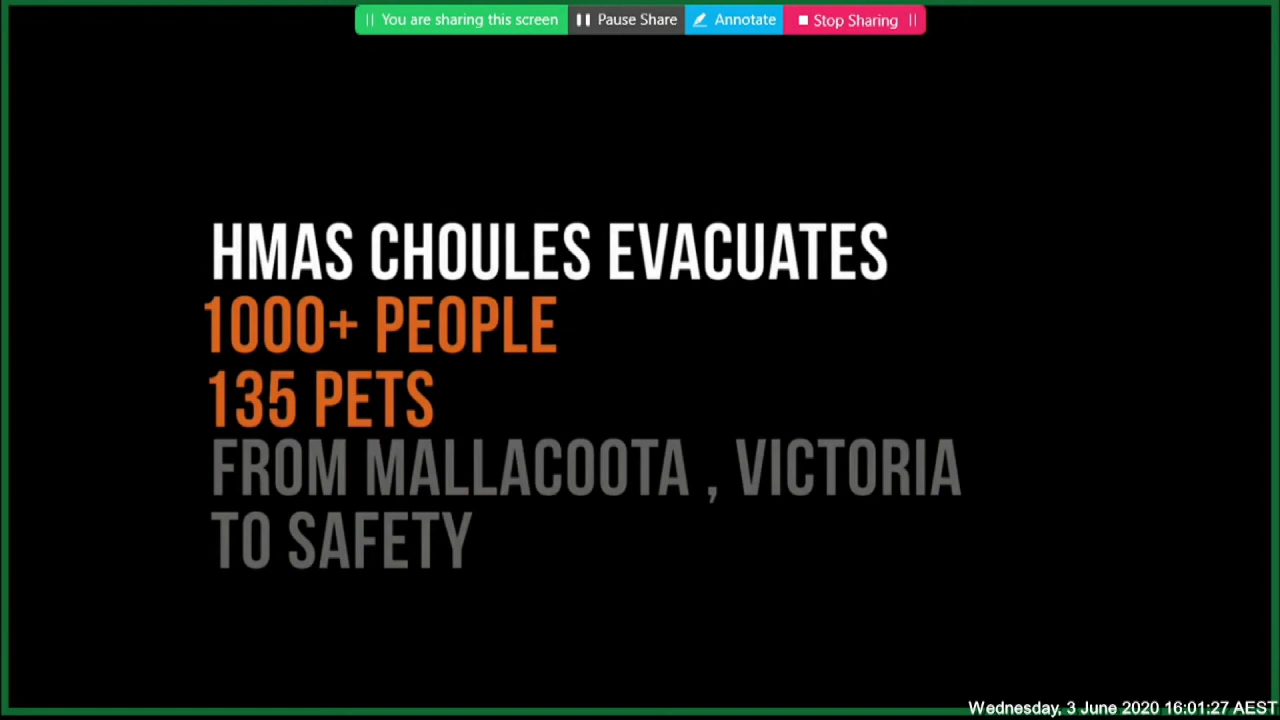 You are sharing this screen Pause Share Annotate Stop Sharing
HMAS CHOULES EVACUATES
1000+ PEOPLE
135 PETS
FROM MALLACOOTA , VICTORIA
TO SAFETY
Wednesday, 3 June 2020 16:01:27 AEST